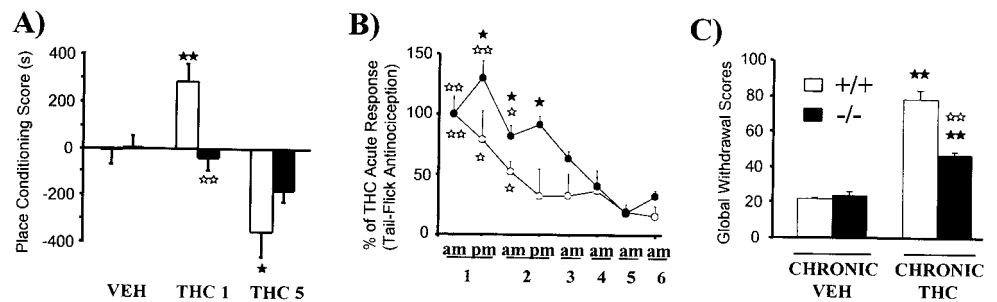 A)
Place Conditioning Scores (s)
400
200
0
-200
-400
★★
☆☆
★
VEH THC 1 THC 5
B)
% of THC Acute Response
(Tail-Flick Antinociception)
150
100
50
0
★
☆☆
☆☆
☆☆
☆
★
☆
☆
★
am pm am pm am am am am
1 2 3 4 5 6
C)
Global Withdrawal Scores
100
80
60
40
20
0
+/+
-/-
★★
☆☆
★★
CHRONIC CHRONIC
VEH THC